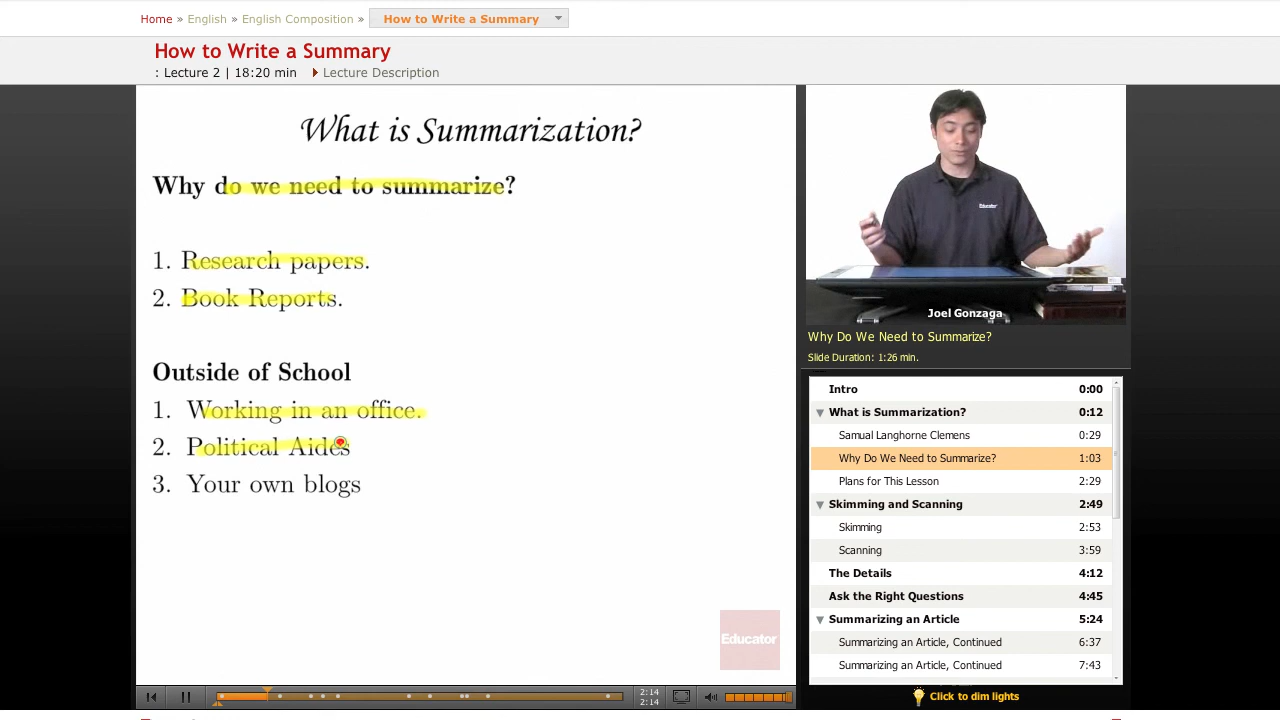 Home » English » English Composition » How to Write a Summary
How to Write a Summary
: Lecture 2 | 18:20 min Lecture Description
What is Summarization?
Why do we need to summarize?
1. Research papers.
2. Book Reports.
Outside of School
1. Working in an office.
2. Political Aides
3. Your own blogs
Educator
2:14
2:14
Educator
Joel Gonzaga
Why Do We Need to Summarize?
Slide Duration: 1:26 min.
Intro 0:00
What is Summarization? 0:12
Samual Langhorne Clemens 0:29
Why Do We Need to Summarize? 1:03
Plans for This Lesson 2:29
Skimming and Scanning 2:49
Skimming 2:53
Scanning 3:59
The Details 4:12
Ask the Right Questions 4:45
Summarizing an Article 5:24
Summarizing an Article, Continued 6:37
Summarizing an Article, Continued 7:43
Click to dim lights